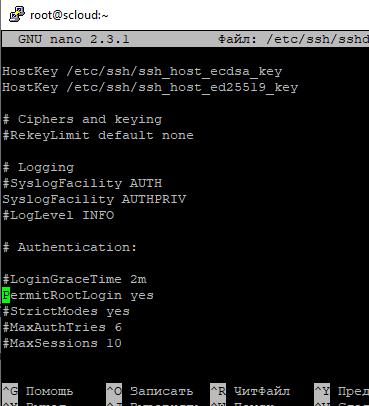 root@scloud:~
GNU nano 2.3.1 Файл: /etc/ssh/sshd
HostKey /etc/ssh/ssh_host_ecdsa_key
HostKey /etc/ssh/ssh_host_ed25519_key
# Ciphers and keying
#RekeyLimit default none
# Logging
#SyslogFacility AUTH
SyslogFacility AUTHPRIV
#LogLevel INFO
# Authentication:
#LoginGraceTime 2m
PermitRootLogin yes
#StrictModes yes
#MaxAuthTries 6
#MaxSessions 10
^G Помощь ^O Записать ^R ЧитФайл ^Y Пред